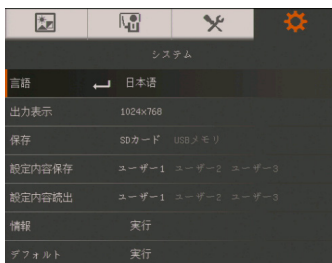 システム
言語 日本语
出力表示 1024×768
保存 SDカード USBメモリ
設定内容保存 ユーザー1 ユーザー2 ユーザー3
設定内容読出 ユーザー1 ユーザー2 ユーザー3
情報 実行
デフォルト 実行